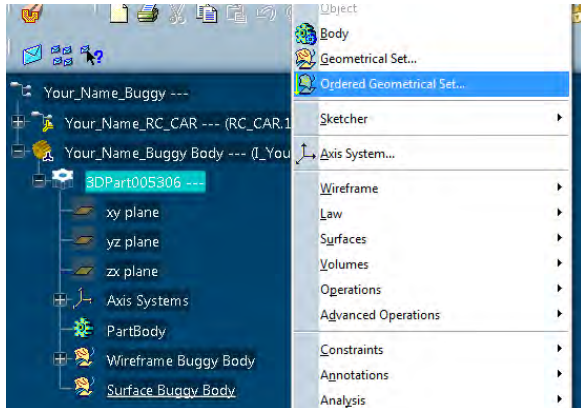 Object
Body
Geometrical Set...
Ordered Geometrical Set...
Sketcher
Axis System...
Wireframe
Law
Surfaces
Volumes
Operations
Advanced Operations
Constraints
Annotations
Analysis
Your_Name_Buggy ---
Your_Name_RC_CAR --- (RC_CAR.1
Your_Name_Buggy Body --- (I_You
3DPart005306 ---
xy plane
yz plane
zx plane
Axis Systems
PartBody
Wireframe Buggy Body
Surface Buggy Body